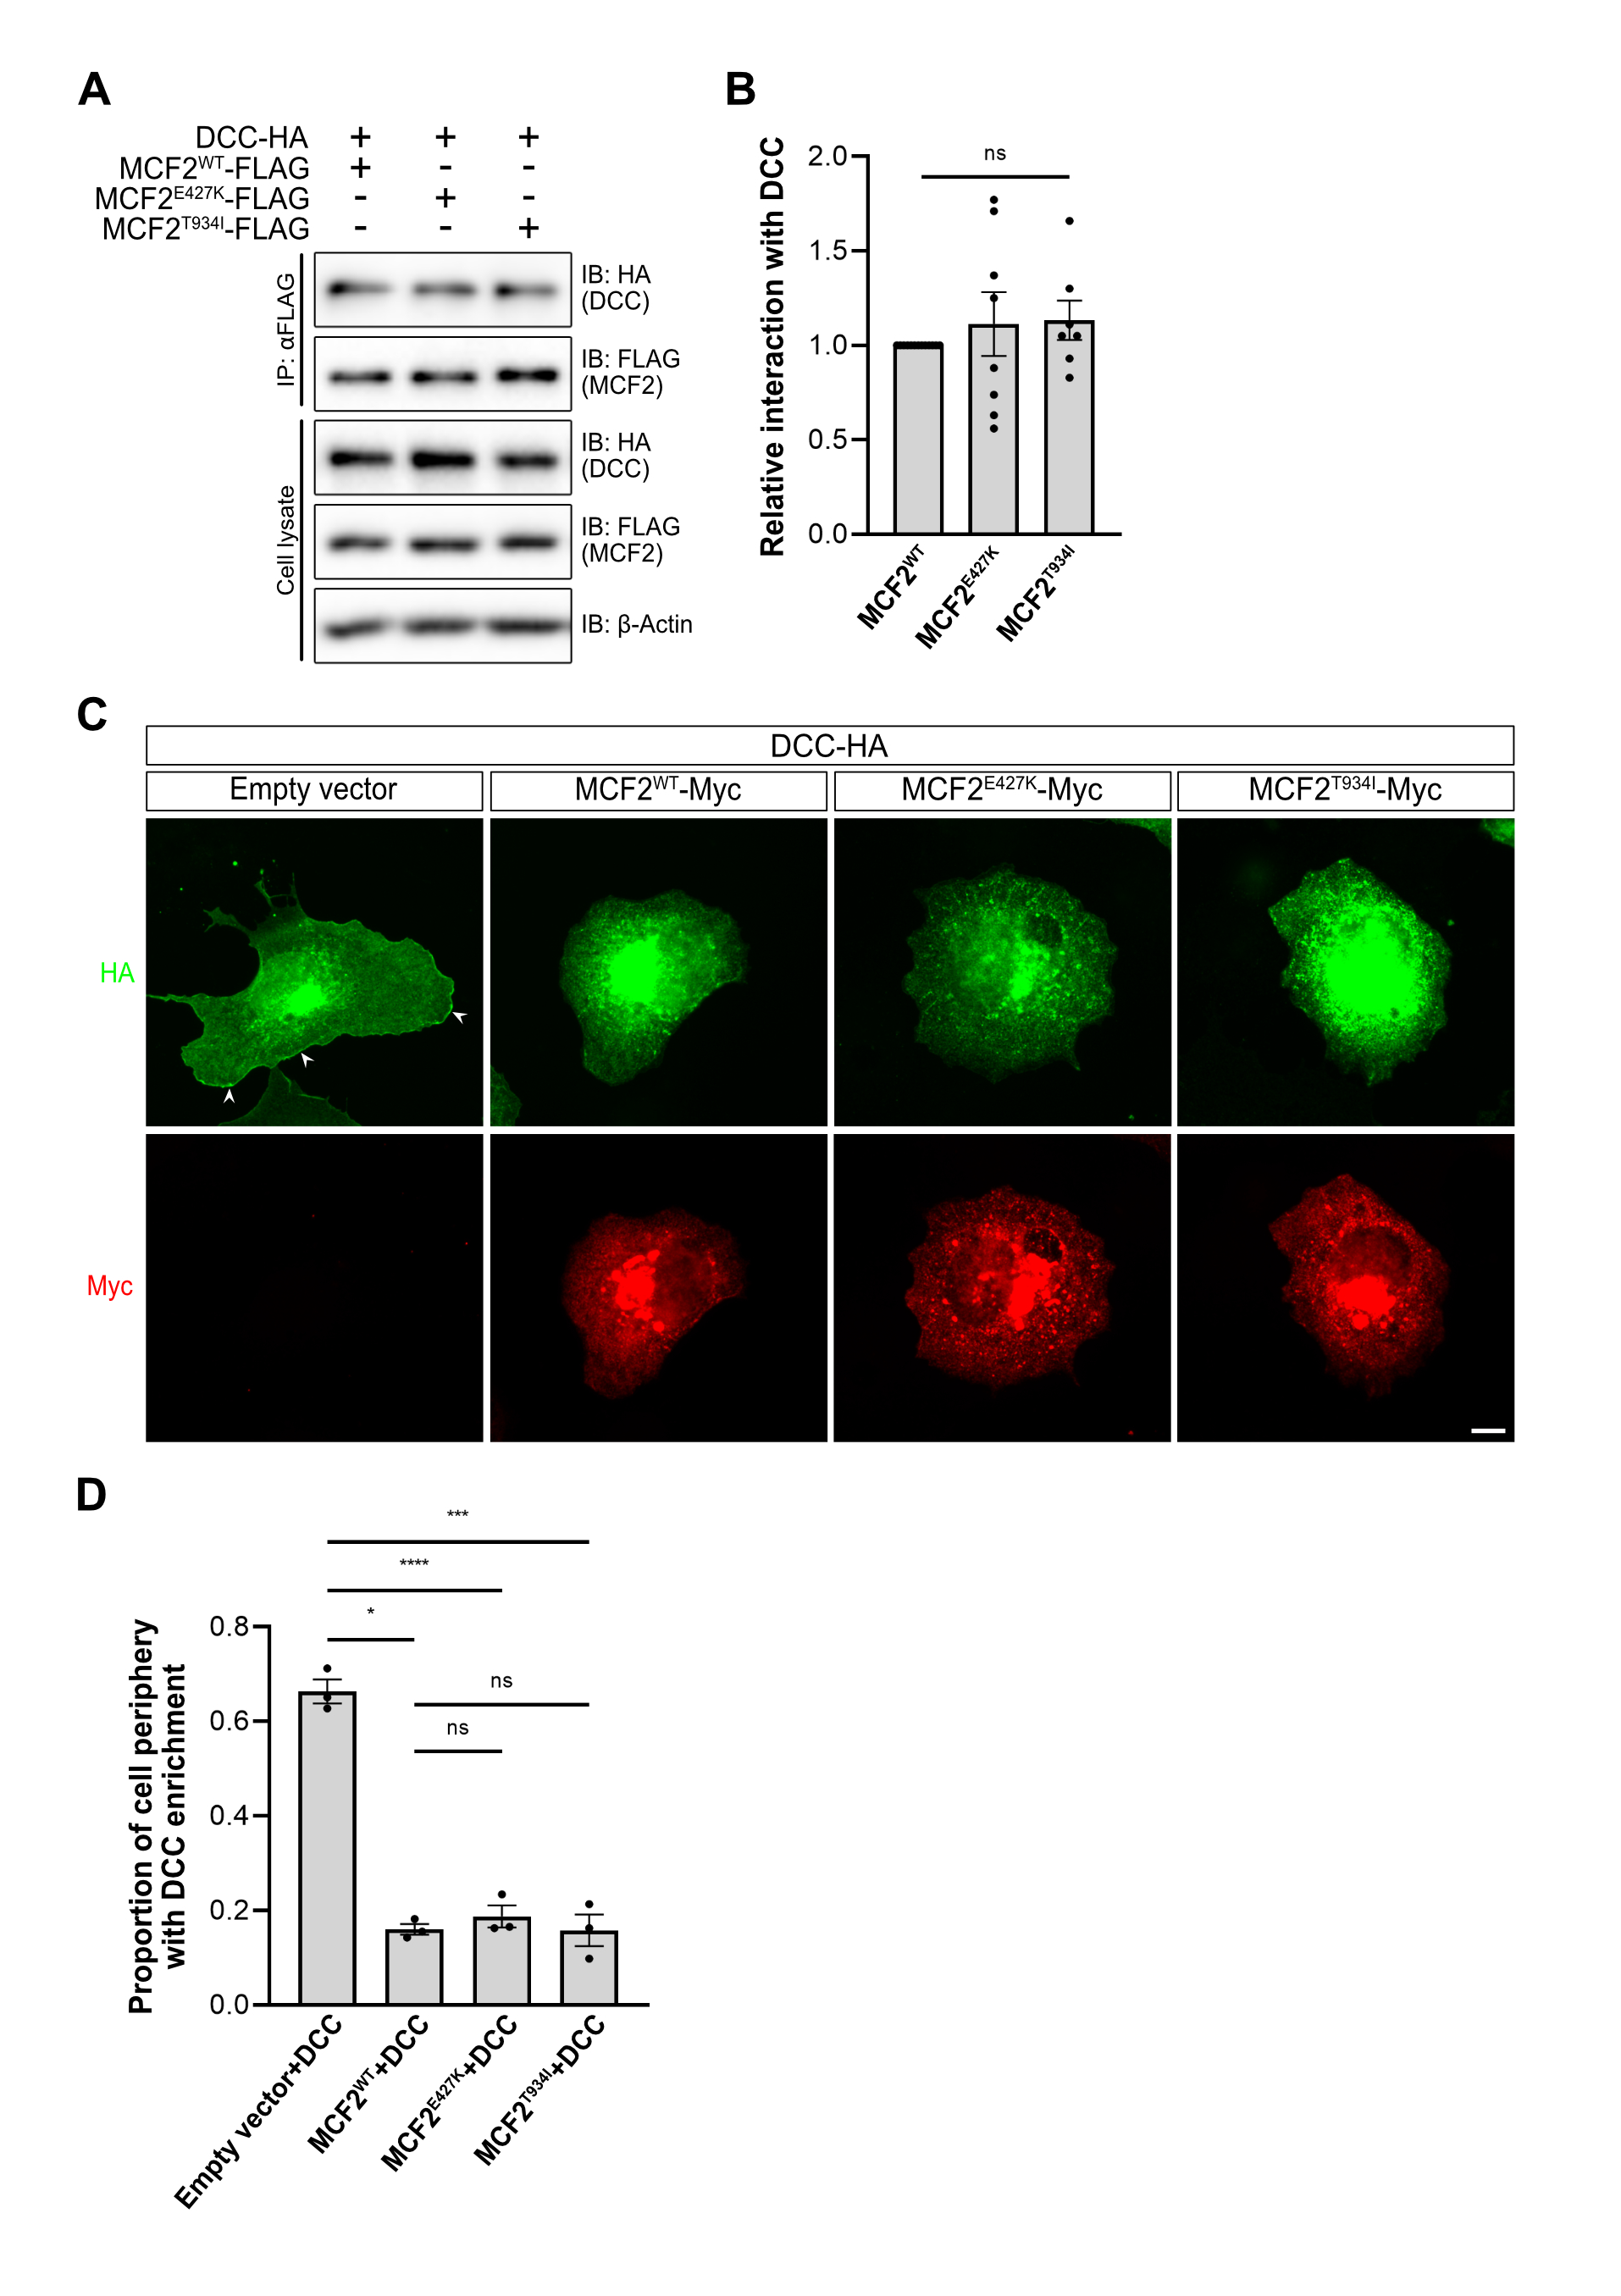 A
DCC-HA + + +
MCF2WT-FLAG + - -
MCF2E427K-FLAG - + -
MCF2T934I-FLAG - - +
IP: αFLAG
IB: HA
(DCC)
IB: FLAG
(MCF2)
Cell lysate
IB: HA
(DCC)
IB: FLAG
(MCF2)
IB: β-Actin
B
Relative interaction with DCC
2.0
1.5
1.0
0.5
0.0
ns
MCF2WT
MCF2E427K
MCF2T934I
C
DCC-HA
Empty vector
MCF2WT-Myc
MCF2E427K-Myc
MCF2T934I-Myc
HA
Myc
D
***
****
*
ns
ns
Proportion of cell periphery
with DCC enrichment
0.8
0.6
0.4
0.2
0.0
Empty vector+DCC
MCF2WT+DCC
MCF2E427K+DCC
MCF2T934I+DCC